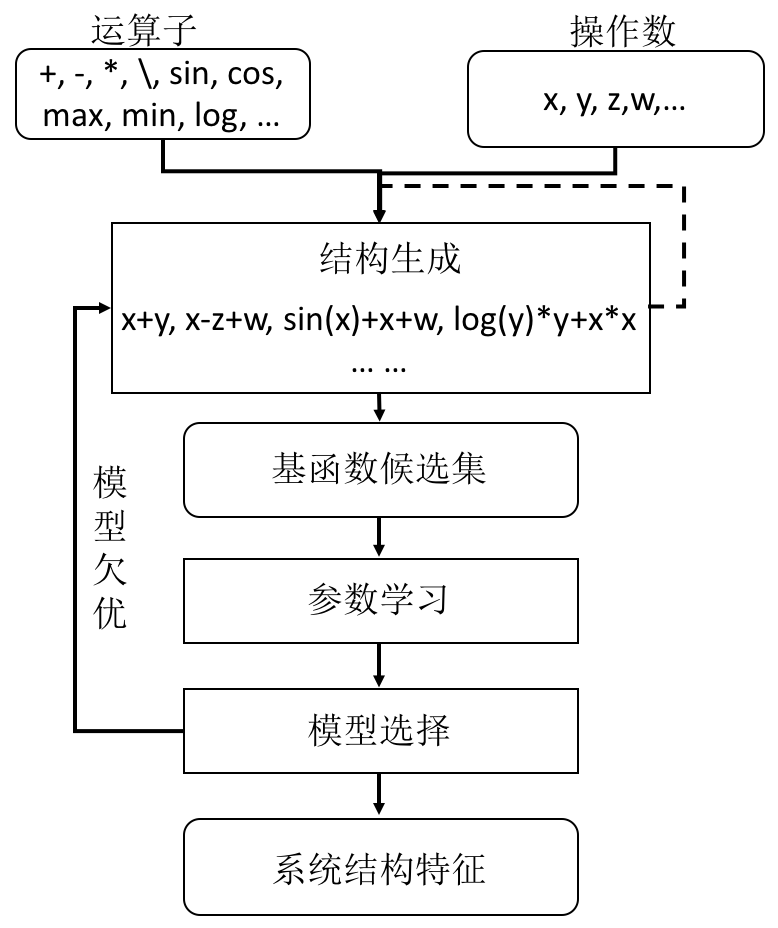 运算子
操作数
+, -, *, \, sin, cos,
max, min, log, ...
x, y, z,w,...
结构生成
x+y, x-z+w, sin(x)+x+w, log(y)*y+x*x
... ...
基函数候选集
模型欠优
参数学习
模型选择
系统结构特征